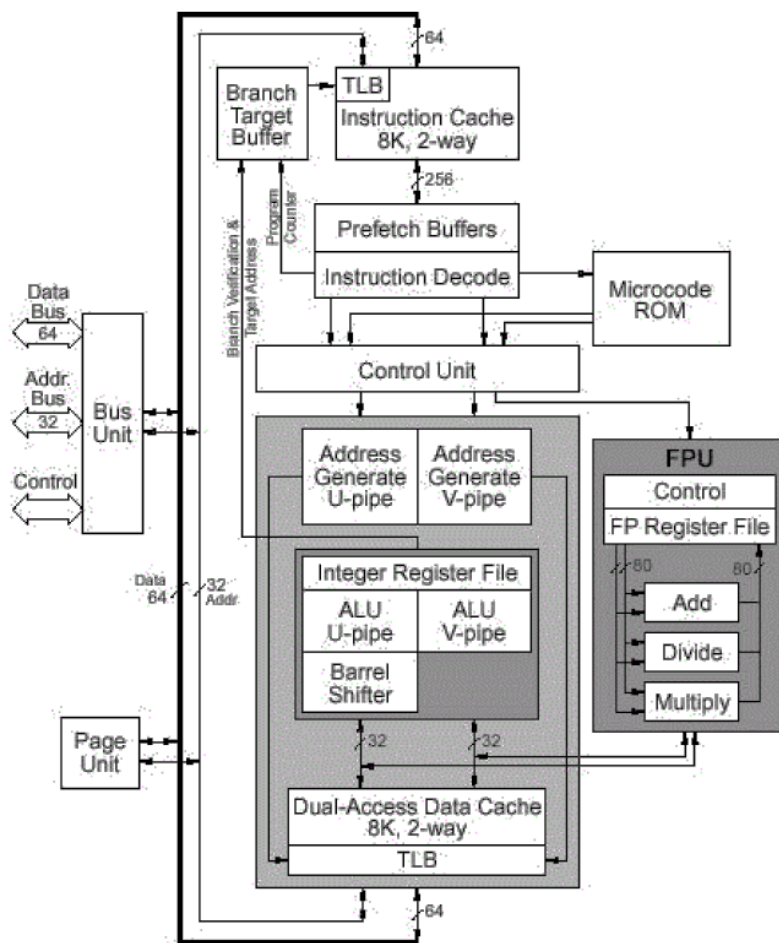 64
TLB
Instruction Cache
8K, 2-way
Branch
Target
Buffer
256
Branch Verification &
Target Address
Program
Counter
Prefetch Buffers
Instruction Decode
Microcode
ROM
Data
Bus
64
Addr.
Bus
32
Control
Bus
Unit
Control Unit
Address
Generate
U-pipe
Address
Generate
V-pipe
FPU
Control
FP Register File
80
80
Add
Divide
Multiply
Integer Register File
ALU
U-pipe
ALU
V-pipe
Barrel
Shifter
Data
64
32
Addr.
32
32
Page
Unit
Dual-Access Data Cache
8K, 2-way
TLB
64